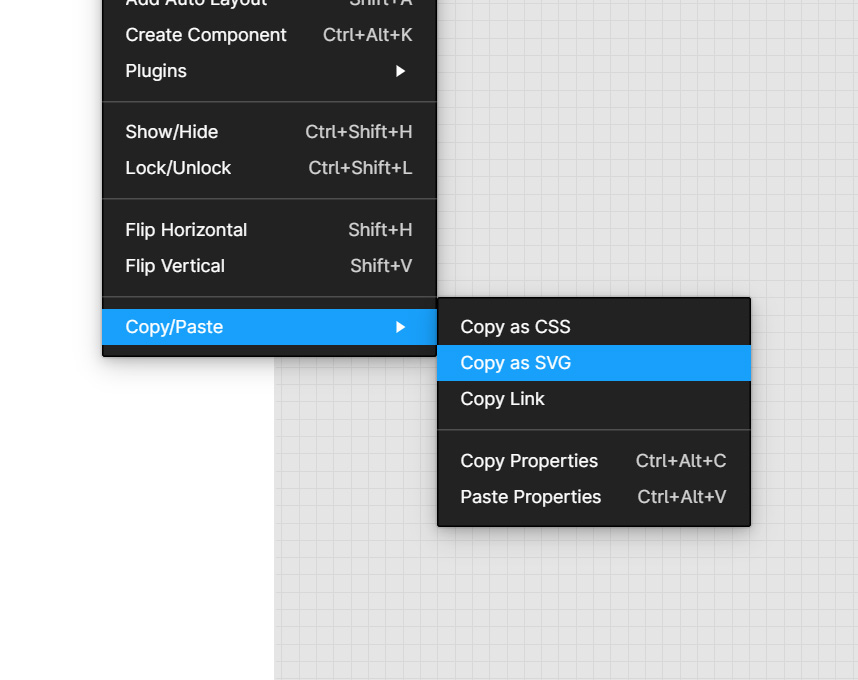 Add Auto Layout Shift+A
Create Component Ctrl+Alt+K
Plugins
Show/Hide Ctrl+Shift+H
Lock/Unlock Ctrl+Shift+L
Flip Horizontal Shift+H
Flip Vertical Shift+V
Copy/Paste
Copy as CSS
Copy as SVG
Copy Link
Copy Properties Ctrl+Alt+C
Paste Properties Ctrl+Alt+V